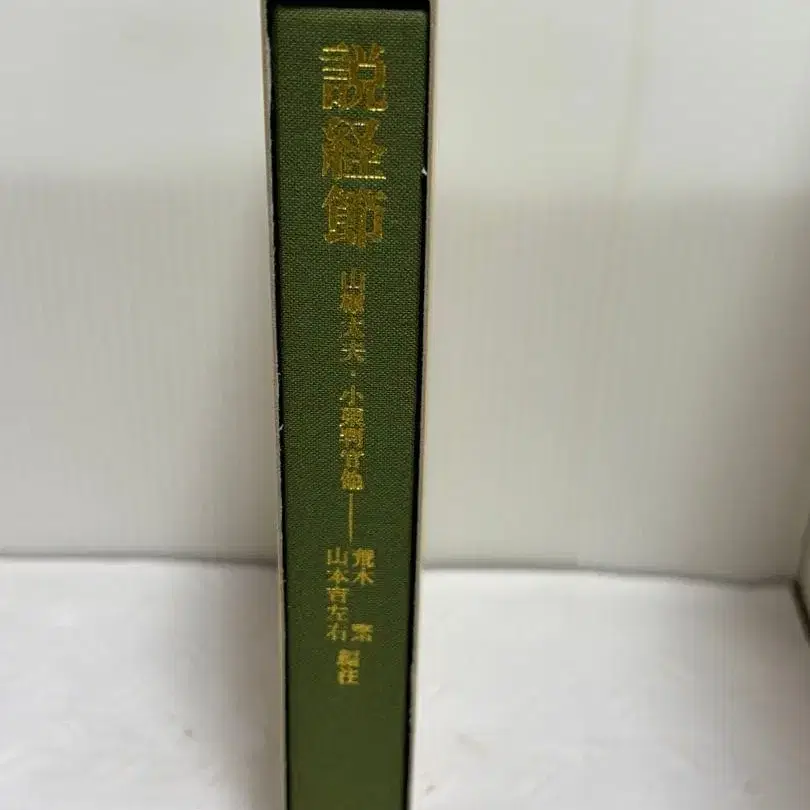 説経節
山椒太夫・小栗判官他
荒木 繁
山本吉左右
編注